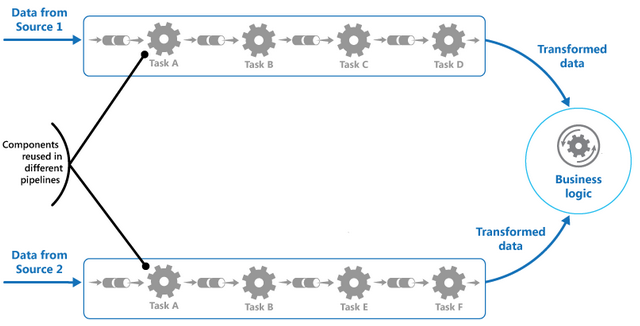 Data from
Source 1
Task A
Task B
Task C
Task D
Transformed
data
Components
reused in
different
pipelines
Business
logic
Transformed
data
Data from
Source 2
Task A
Task B
Task E
Task F